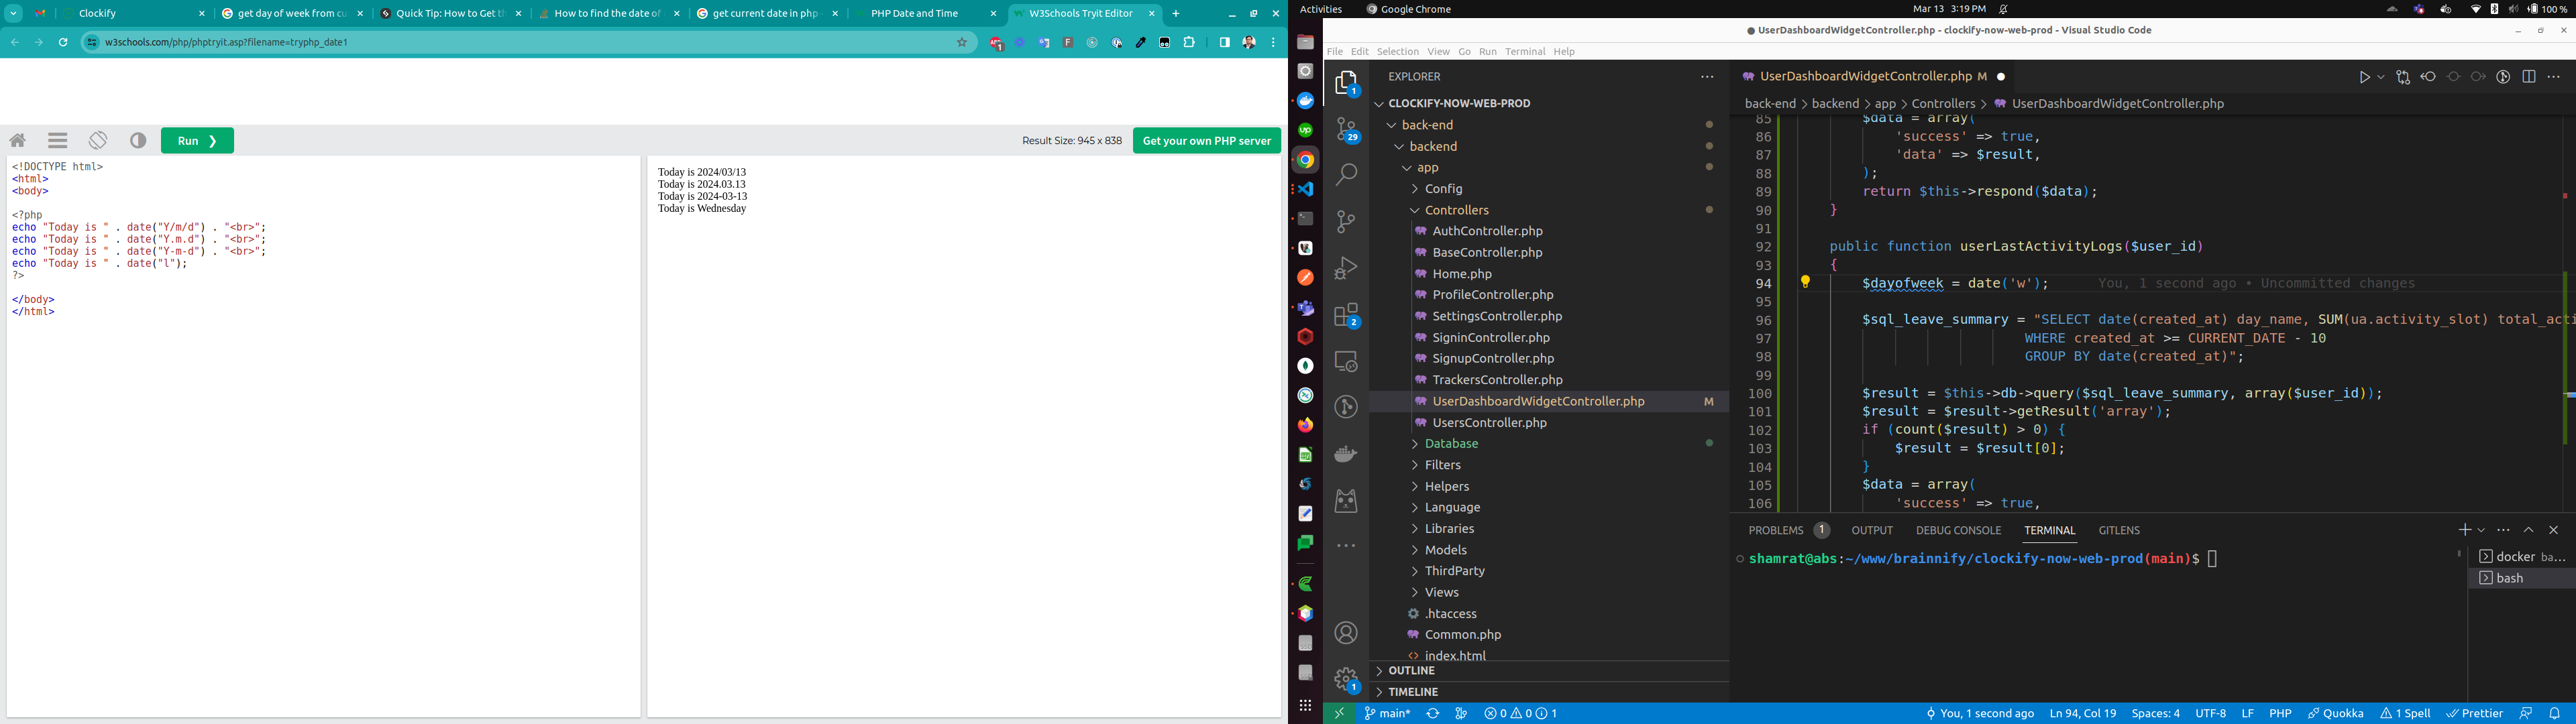 Clockify
get day of week from cu
Quick Tip: How to Get th
How to find the date of
get current date in php
PHP Date and Time
W3Schools Tryit Editor
w3schools.com/php/phptryit.asp?filename=tryphp_date1
Run ❯
Result Size: 945 x 838
Get your own PHP server
<!DOCTYPE html>
<html>
<body>
<?php
echo "Today is " . date("Y/m/d") . "<br>";
echo "Today is " . date("Y.m.d") . "<br>";
echo "Today is " . date("Y-m-d") . "<br>";
echo "Today is " . date("l");
?>
</body>
</html>
Today is 2024/03/13
Today is 2024.03.13
Today is 2024-03-13
Today is Wednesday
Activities Google Chrome
Mar 13 3:19 PM
100 %
● UserDashboardWidgetController.php - clockify-now-web-prod - Visual Studio Code
File Edit Selection View Go Run Terminal Help
EXPLORER
CLOCKIFY-NOW-WEB-PROD
back-end
backend
app
Config
Controllers
AuthController.php
BaseController.php
Home.php
ProfileController.php
SettingsController.php
SigninController.php
SignupController.php
TrackersController.php
UserDashboardWidgetController.php M
UsersController.php
Database
Filters
Helpers
Language
Libraries
Models
ThirdParty
Views
.htaccess
Common.php
index.html
OUTLINE
TIMELINE
1
29
2
1
UserDashboardWidgetController.php M
back-end > backend > app > Controllers > UserDashboardWidgetController.php
85 $data = array(
86 'success' => true,
87 'data' => $result,
88 );
89 return $this->respond($data);
90 }
91
92 public function userLastActivityLogs($user_id)
93 {
94 $dayofweek = date('w'); You, 1 second ago • Uncommitted changes
95
96 $sql_leave_summary = "SELECT date(created_at) day_name, SUM(ua.activity_slot) total_acti
97 WHERE created_at >= CURRENT_DATE - 10
98 GROUP BY date(created_at)";
99
100 $result = $this->db->query($sql_leave_summary, array($user_id));
101 $result = $result->getResult('array');
102 if (count($result) > 0) {
103 $result = $result[0];
104 }
105 $data = array(
106 'success' => true,
PROBLEMS 1 OUTPUT DEBUG CONSOLE TERMINAL GITLENS
shamrat@abs:~/www/brainnify/clockify-now-web-prod(main)$
docker ba...
bash
main* 0 0 1
You, 1 second ago Ln 94, Col 19 Spaces: 4 UTF-8 LF PHP Quokka 1 Spell Prettier